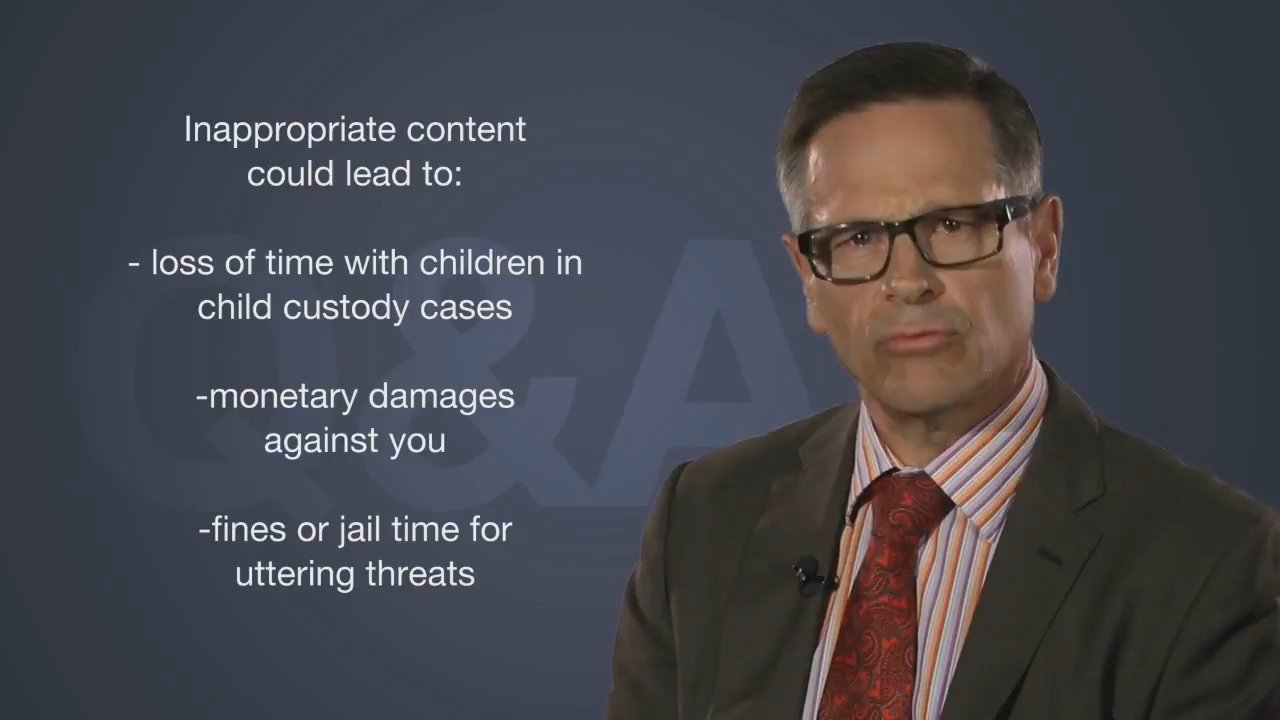 Inappropriate content
could lead to:
- loss of time with children in
child custody cases
-monetary damages
against you
-fines or jail time for
uttering threats
Q&A